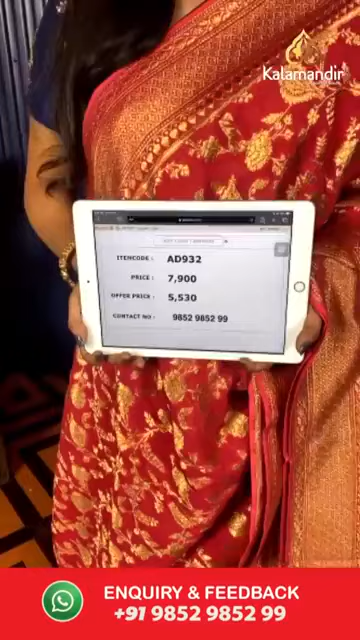 Kalamandir
ITEMCODE : AD932
PRICE : 7,900
OFFER PRICE : 5,530
CONTACT NO : 9852 9852 99
ENQUIRY & FEEDBACK
+91 9852 9852 99